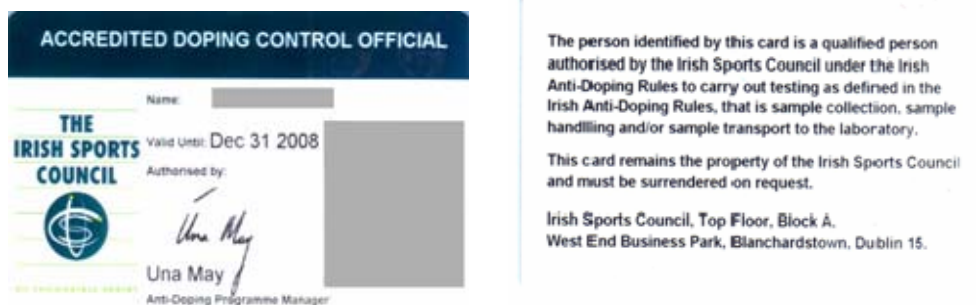 ACCREDITED DOPING CONTROL OFFICIAL
Name:
THE
IRISH SPORTS
COUNCIL
Valid Until: Dec 31 2008
Authorised by:
Una May
Una May
Anti-Doping Programme Manager
The person identified by this card is a qualified person
authorised by the Irish Sports Council under the Irish
Anti-Doping Rules to carry out testing as defined in the
Irish Anti-Doping Rules, that is sample collection, sample
handlling and/or sample transport to the laboratory.
This card remains the property of the Irish Sports Council
and must be surrendered on request.
Irish Sports Council, Top Floor, Block A.
West End Business Park, Blanchardstown. Dublin 15.